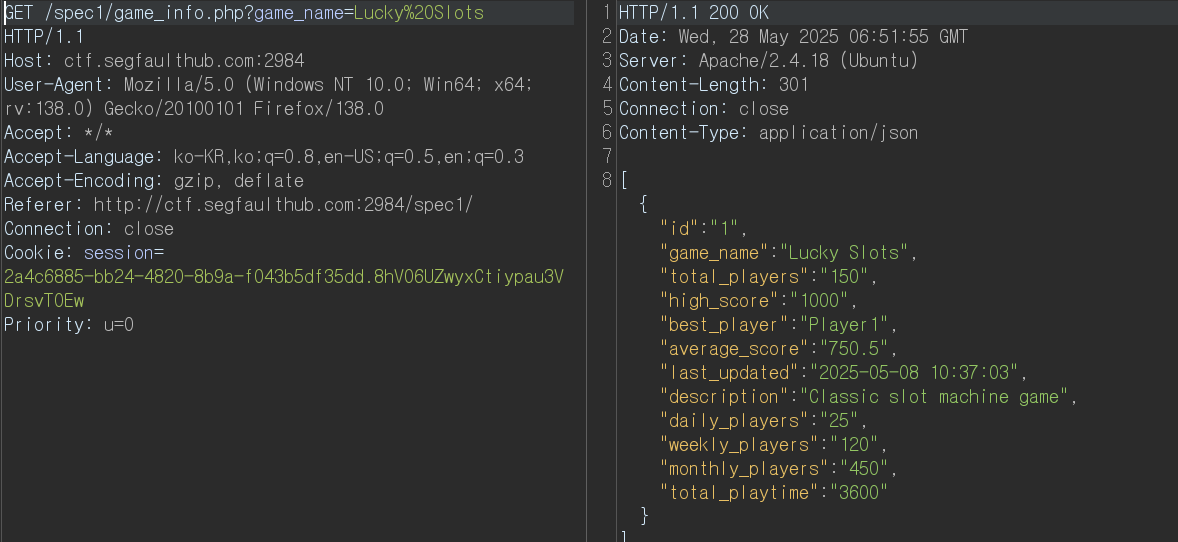 GET /spec1/game_info.php?game_name=Lucky%20Slots
HTTP/1.1
Host: ctf.segfaulthub.com:2984
User-Agent: Mozilla/5.0 (Windows NT 10.0; Win64; x64;
rv:138.0) Gecko/20100101 Firefox/138.0
Accept: */*
Accept-Language: ko-KR,ko;q=0.8,en-US;q=0.5,en;q=0.3
Accept-Encoding: gzip, deflate
Referer: http://ctf.segfaulthub.com:2984/spec1/
Connection: close
Cookie: session=
2a4c6885-bb24-4820-8b9a-f043b5df35dd.8hV06UZwyxCtiypau3V
DrsvT0Ew
Priority: u=0
1 HTTP/1.1 200 OK
2 Date: Wed, 28 May 2025 06:51:55 GMT
3 Server: Apache/2.4.18 (Ubuntu)
4 Content-Length: 301
5 Connection: close
6 Content-Type: application/json
7
8 [
{
"id":"1",
"game_name":"Lucky Slots",
"total_players":"150",
"high_score":"1000",
"best_player":"Player1",
"average_score":"750.5",
"last_updated":"2025-05-08 10:37:03",
"description":"Classic slot machine game",
"daily_players":"25",
"weekly_players":"120",
"monthly_players":"450",
"total_playtime":"3600"
}
]